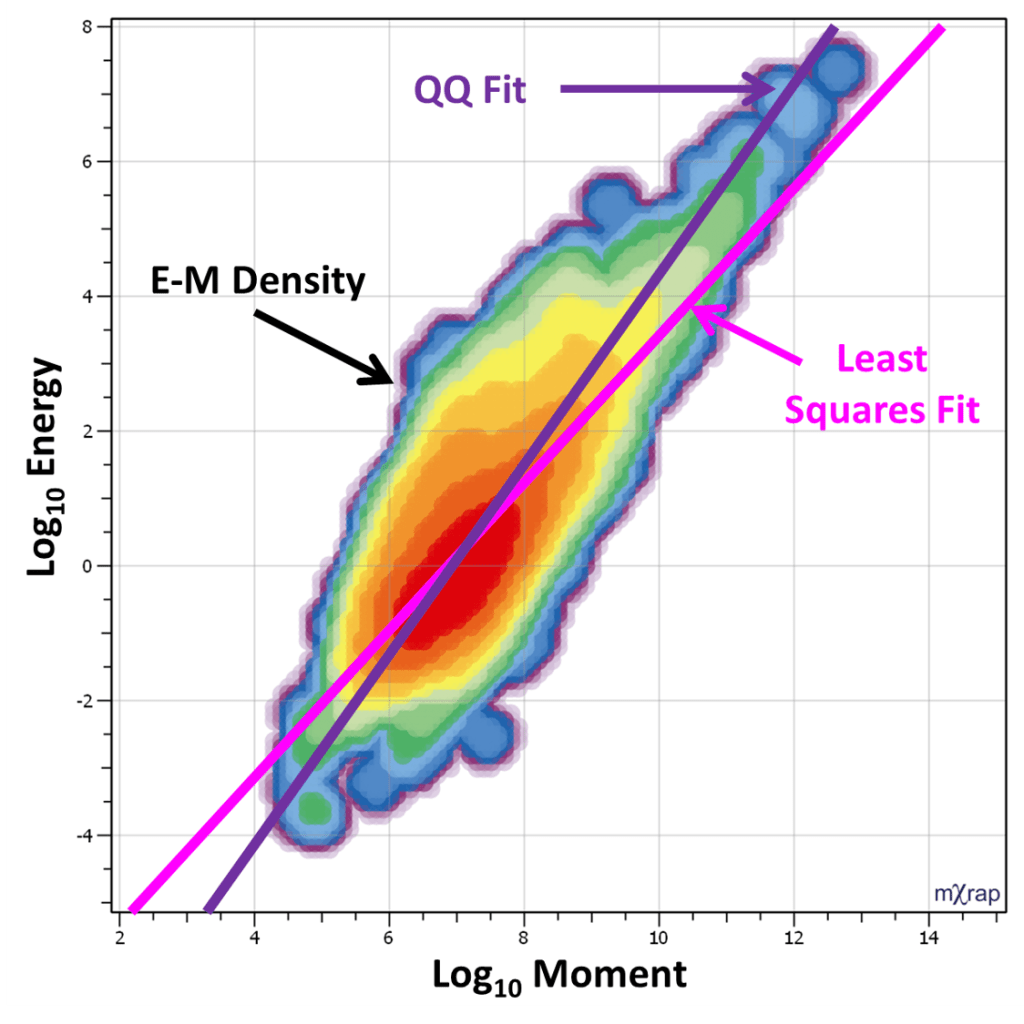 8
6
4
2
0
-2
-4
QQ Fit
E-M Density
Least
Squares Fit
Log₁₀ Energy
mχrap
2 4 6 8 10 12 14
Log₁₀ Moment